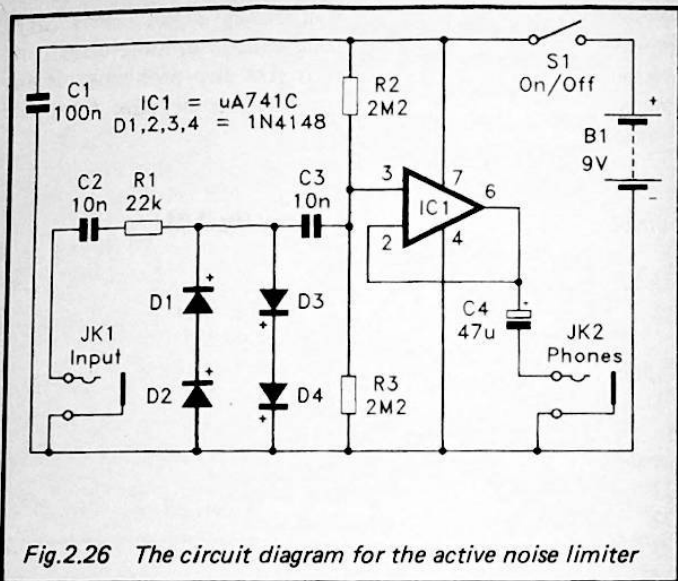 C1
100n
IC1 = uA741C
D1,2,3,4 = 1N4148
R2
2M2
S1
On/Off
+
B1
9V
-
C2
10n
R1
22k
C3
10n
3
2
IC1
7
6
4
+
D1
+
D2
D3
+
D4
+
JK1
Input
R3
2M2
C4
47u
JK2
Phones
Fig.2.26 The circuit diagram for the active noise limiter